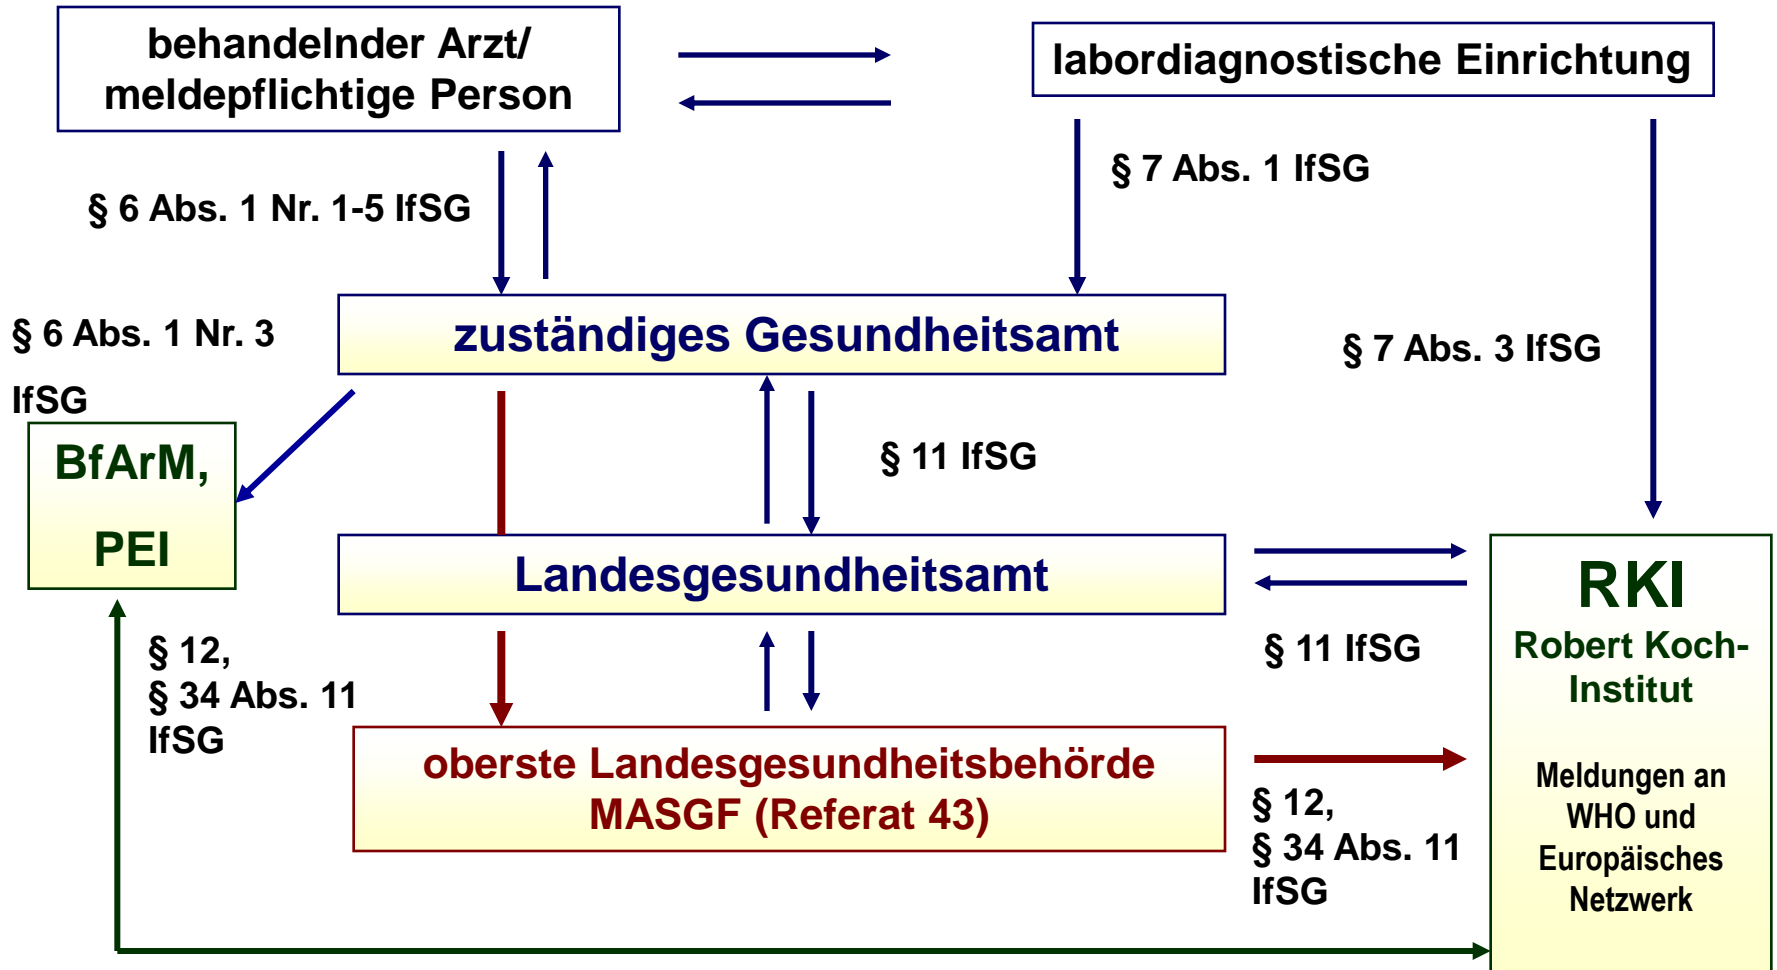 behandelnder Arzt/
meldepflichtige Person
labordiagnostische Einrichtung
§ 6 Abs. 1 Nr. 1-5 IfSG
§ 7 Abs. 1 IfSG
zuständiges Gesundheitsamt
§ 6 Abs. 1 Nr. 3
IfSG
§ 7 Abs. 3 IfSG
BfArM,
PEI
§ 11 IfSG
Landesgesundheitsamt
§ 11 IfSG
RKI
Robert Koch-
Institut
Meldungen an
WHO und
Europäisches
Netzwerk
§ 12,
§ 34 Abs. 11
IfSG
oberste Landesgesundheitsbehörde
MASGF (Referat 43)
§ 12,
§ 34 Abs. 11
IfSG